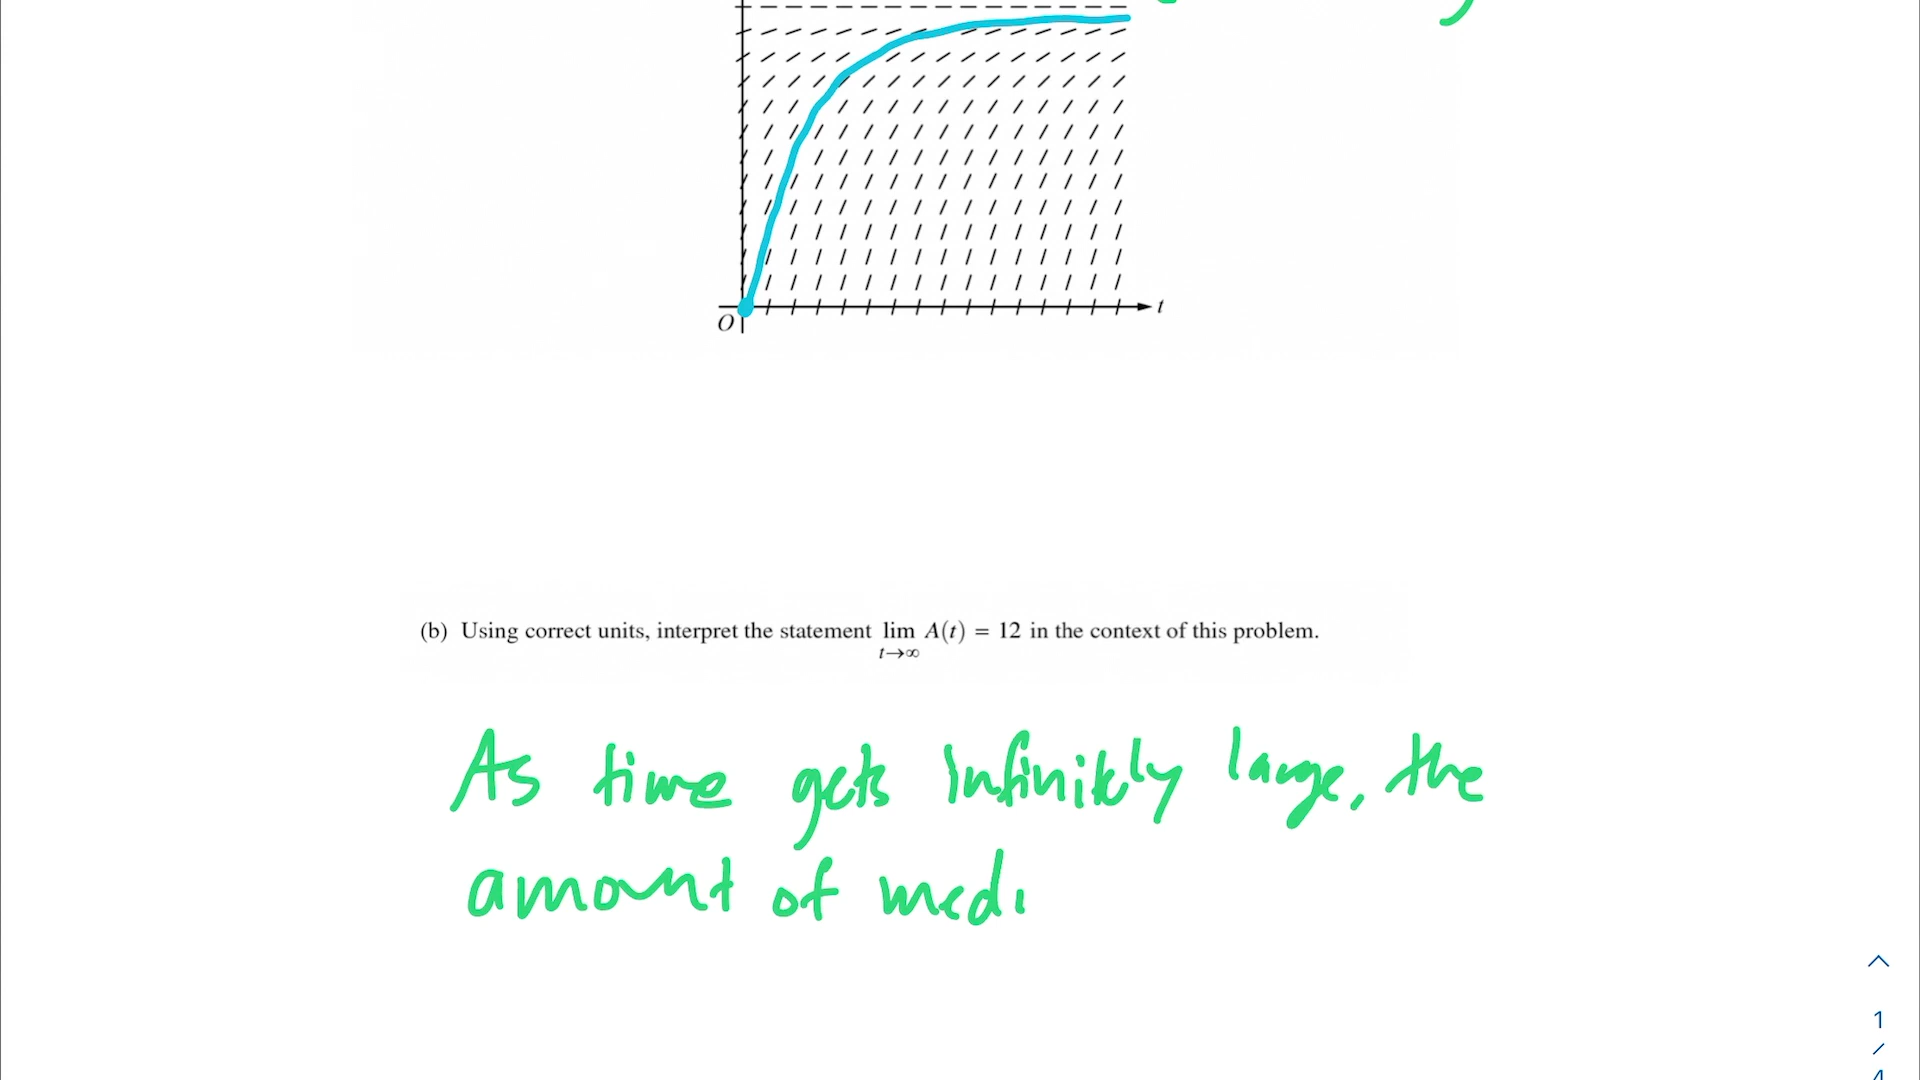 t
O
(b) Using correct units, interpret the statement lim A(t) = 12 in the context of this problem.
t→∞
As time gets Infinitely large, the
amount of medi
1
/
4